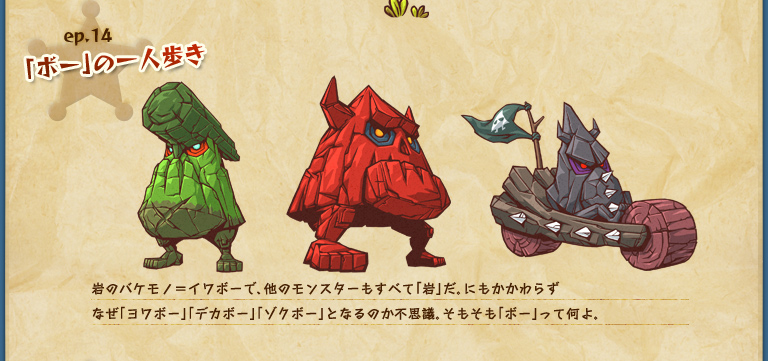 ep.14
「ボー」の一人歩き
岩のバケモノ＝イワボーで、他のモンスターもすべて「岩」だ。にもかかわらず
なぜ「ヨワボー」「デカボー」「ゾクボー」となるのか不思議。そもそも「ボー」って何よ。